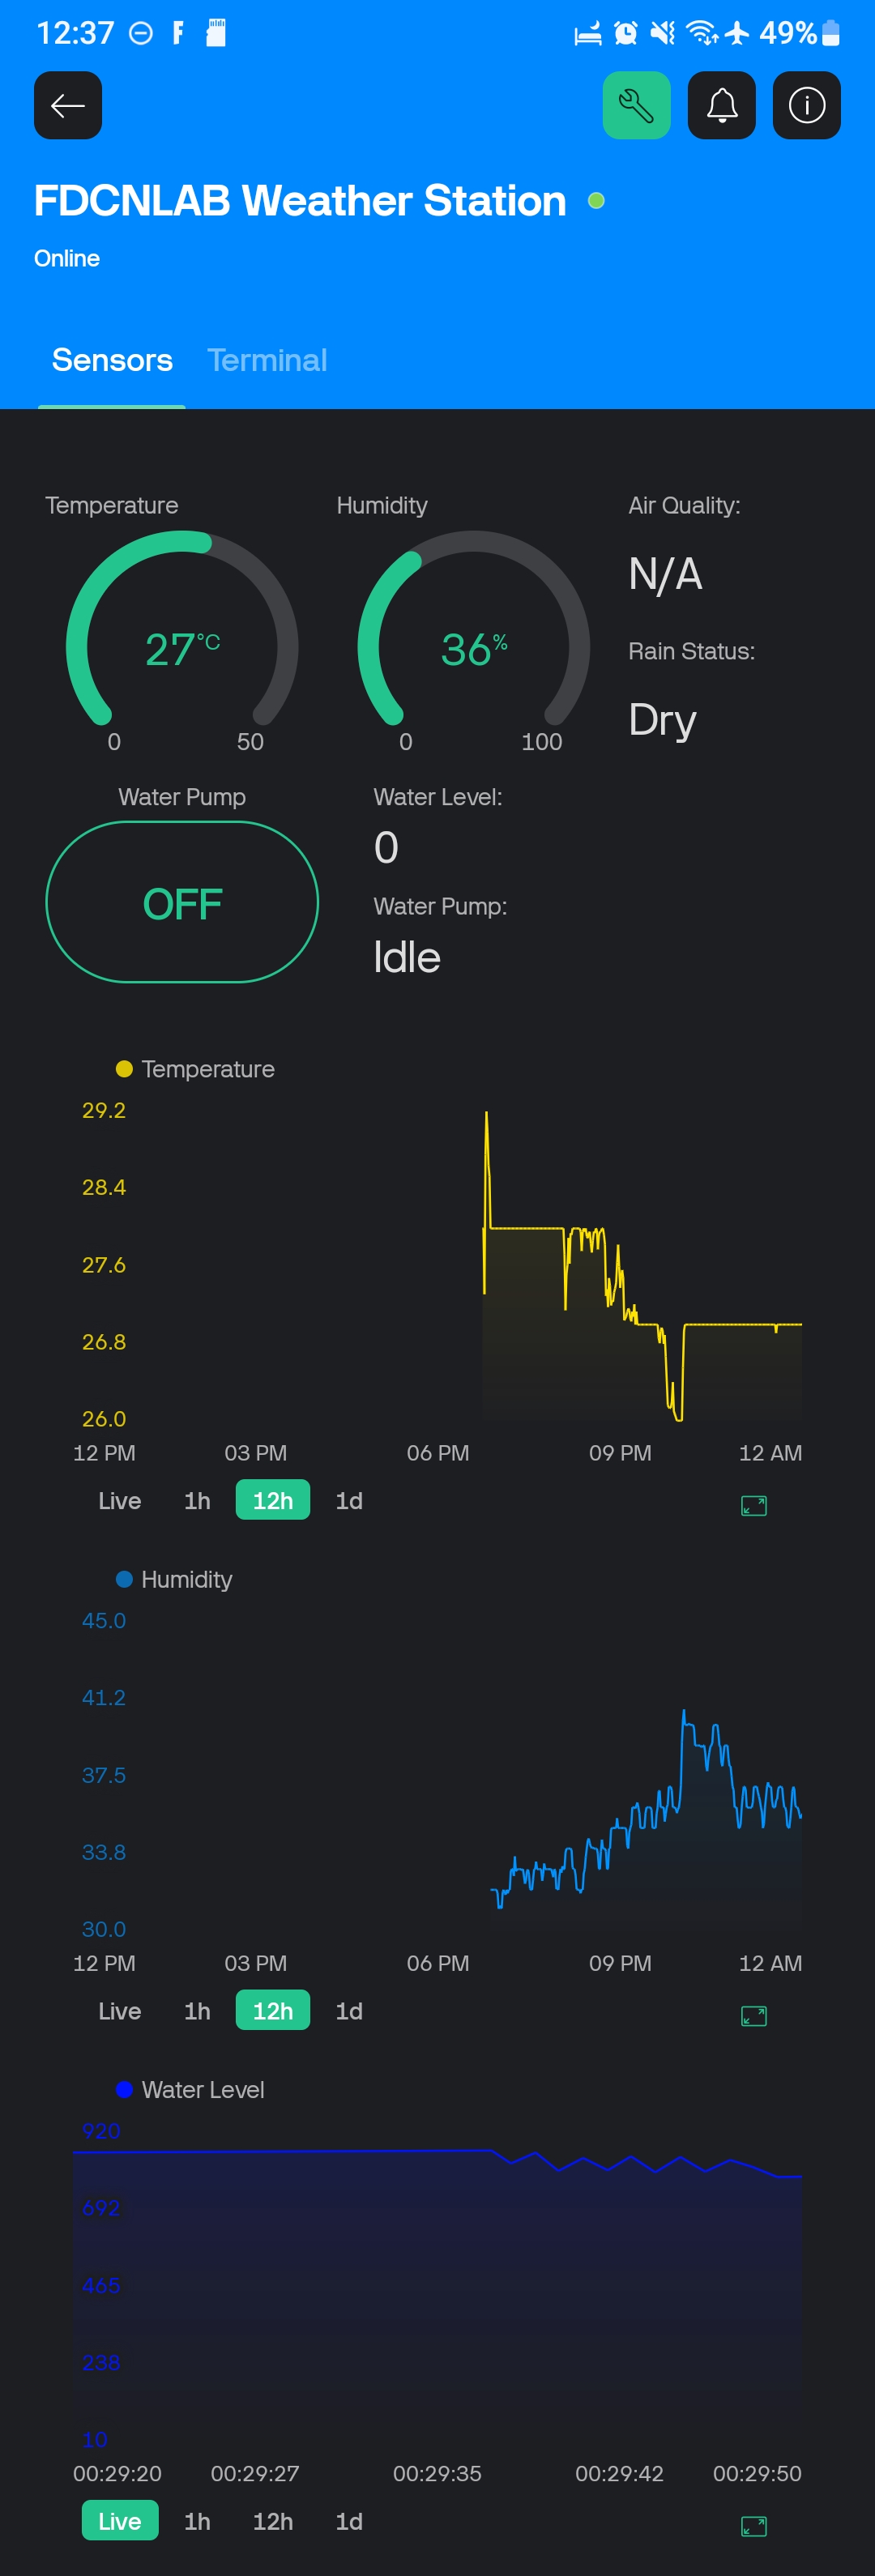 12:37 49%
FDCNLAB Weather Station
Online
Sensors Terminal
Temperature Humidity Air Quality:
27°C 36% N/A
Rain Status:
Dry
0 50 0 100
Water Pump Water Level:
OFF 0
Water Pump:
Idle
Temperature
29.2
28.4
27.6
26.8
26.0
12 PM 03 PM 06 PM 09 PM 12 AM
Live 1h 12h 1d
Humidity
45.0
41.2
37.5
33.8
30.0
12 PM 03 PM 06 PM 09 PM 12 AM
Live 1h 12h 1d
Water Level
920
692
465
238
10
00:29:20 00:29:27 00:29:35 00:29:42 00:29:50
Live 1h 12h 1d